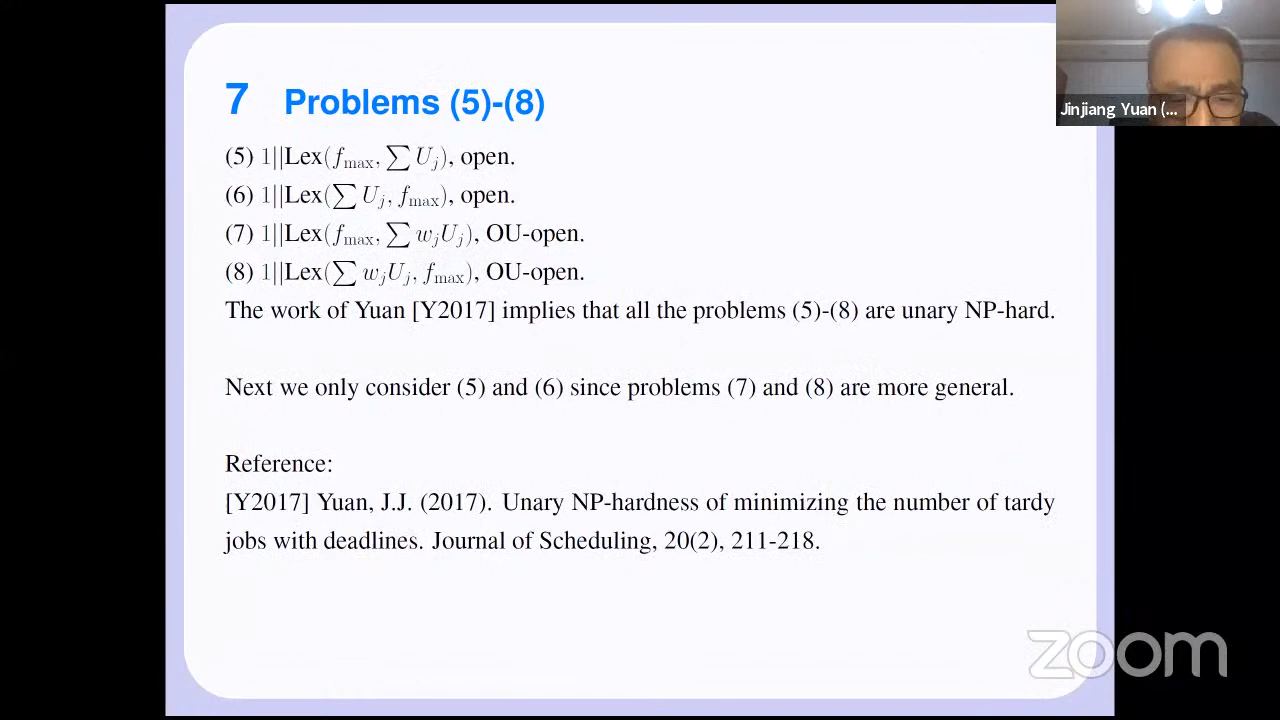 7 Problems (5)-(8)
Jinjiang Yuan (...
(5) 1||Lex(f_max, ∑ U_j), open.
(6) 1||Lex(∑ U_j, f_max), open.
(7) 1||Lex(f_max, ∑ w_jU_j), OU-open.
(8) 1||Lex(∑ w_jU_j, f_max), OU-open.
The work of Yuan [Y2017] implies that all the problems (5)-(8) are unary NP-hard.
Next we only consider (5) and (6) since problems (7) and (8) are more general.
Reference:
[Y2017] Yuan, J.J. (2017). Unary NP-hardness of minimizing the number of tardy
jobs with deadlines. Journal of Scheduling, 20(2), 211-218.
zoom